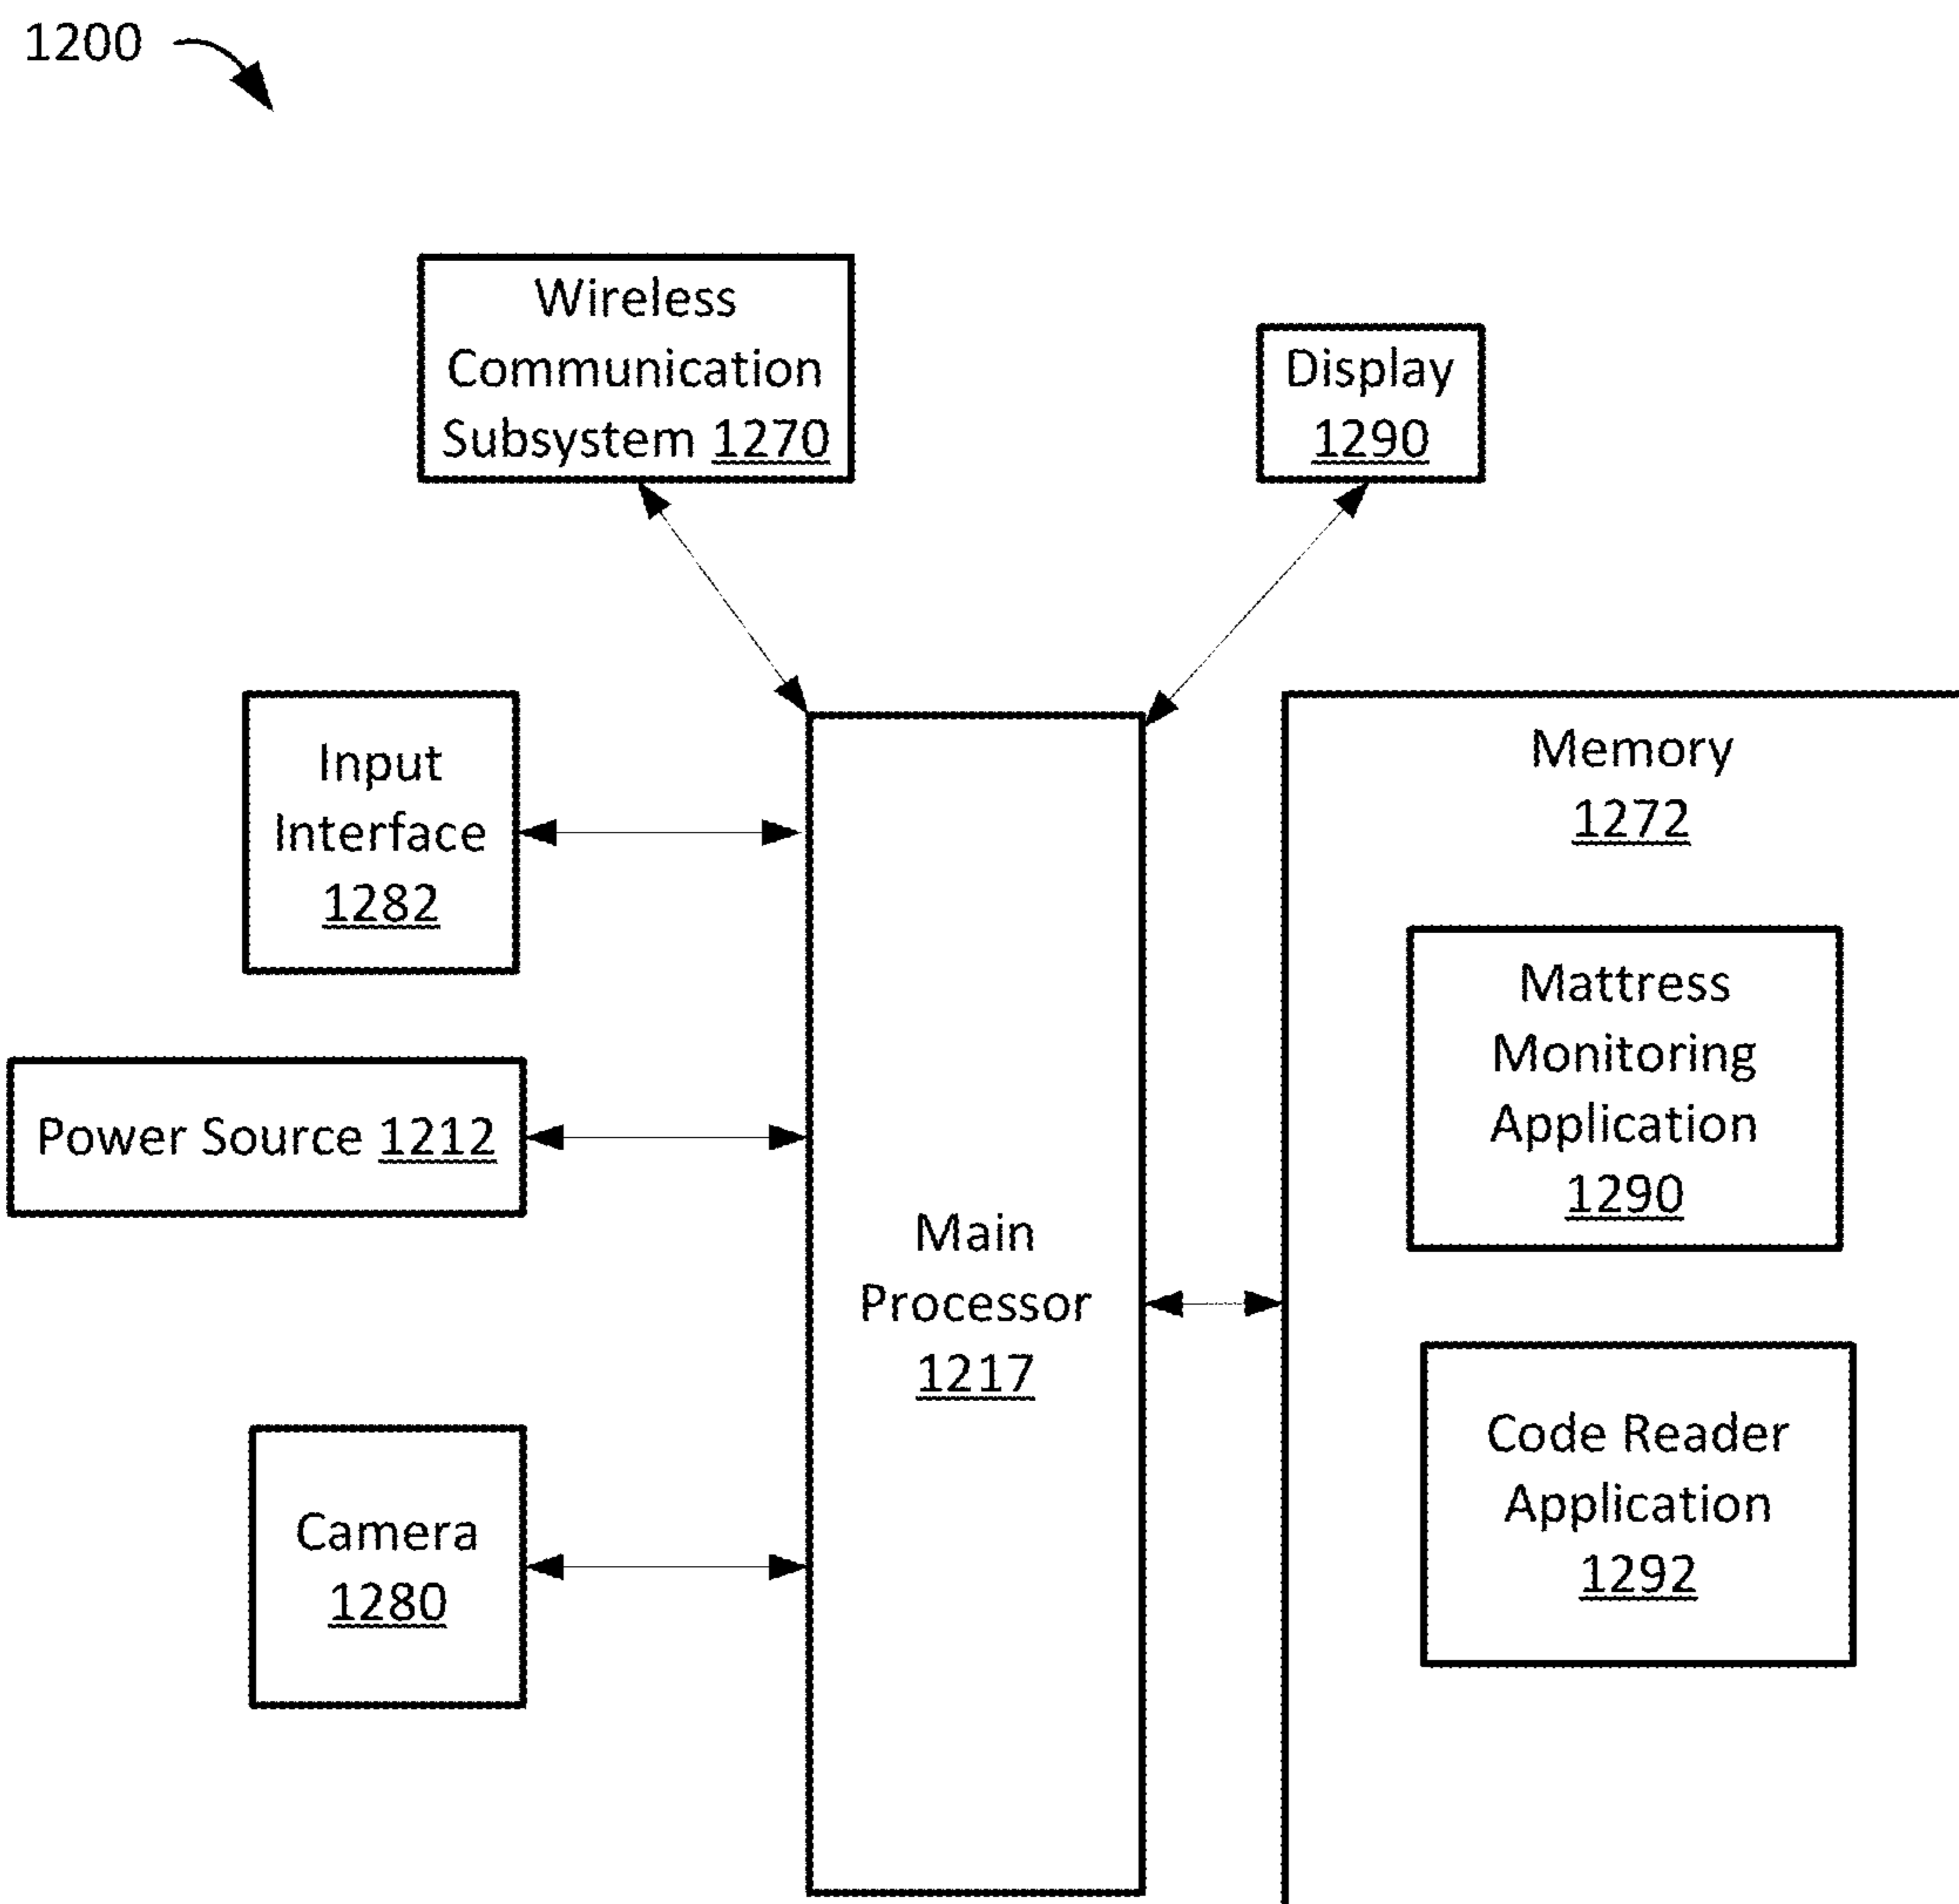 1200
Wireless
Communication
Subsystem 1270
Display
1290
Input
Interface
1282
Power Source 1212
Camera
1280
Main
Processor
1217
Memory
1272
Mattress
Monitoring
Application
1290
Code Reader
Application
1292